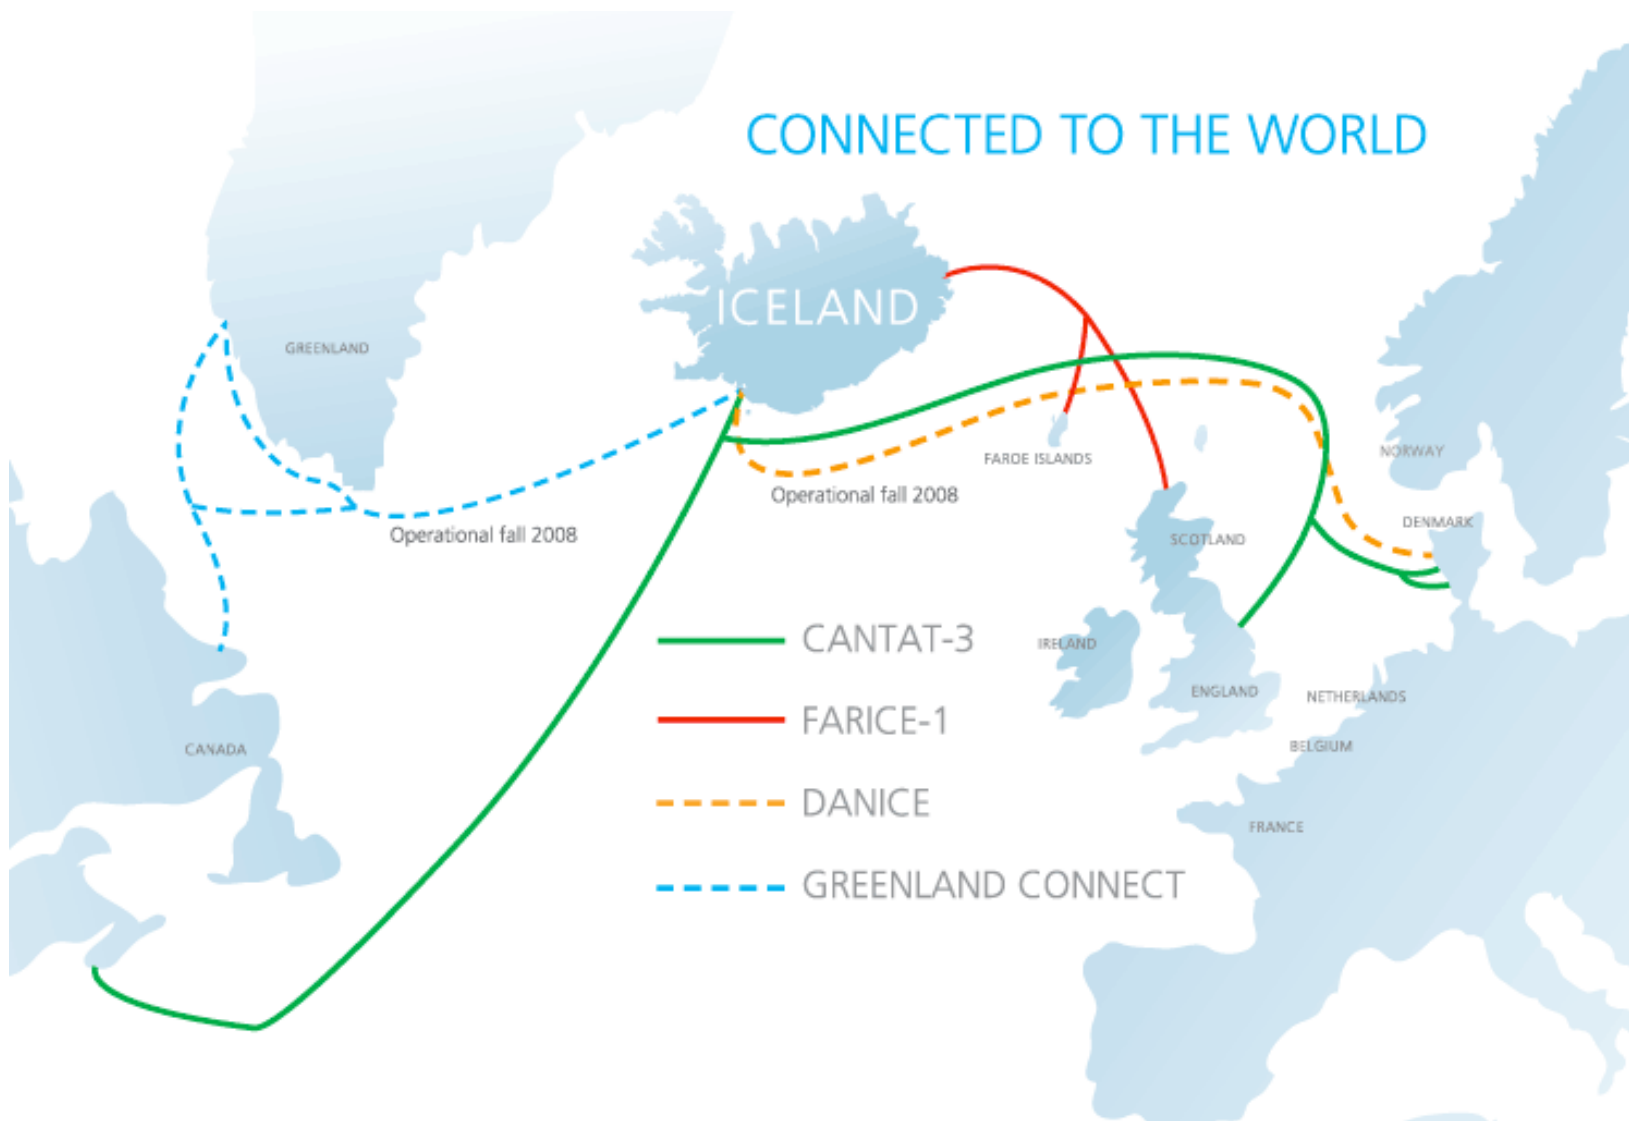 CONNECTED TO THE WORLD
ICELAND
GREENLAND
NORWAY
FAROE ISLANDS
Operational fall 2008
DENMARK
Operational fall 2008
SCOTLAND
CANTAT-3
IRELAND
ENGLAND
NETHERLANDS
FARICE-1
CANADA
BELGIUM
DANICE
FRANCE
GREENLAND CONNECT